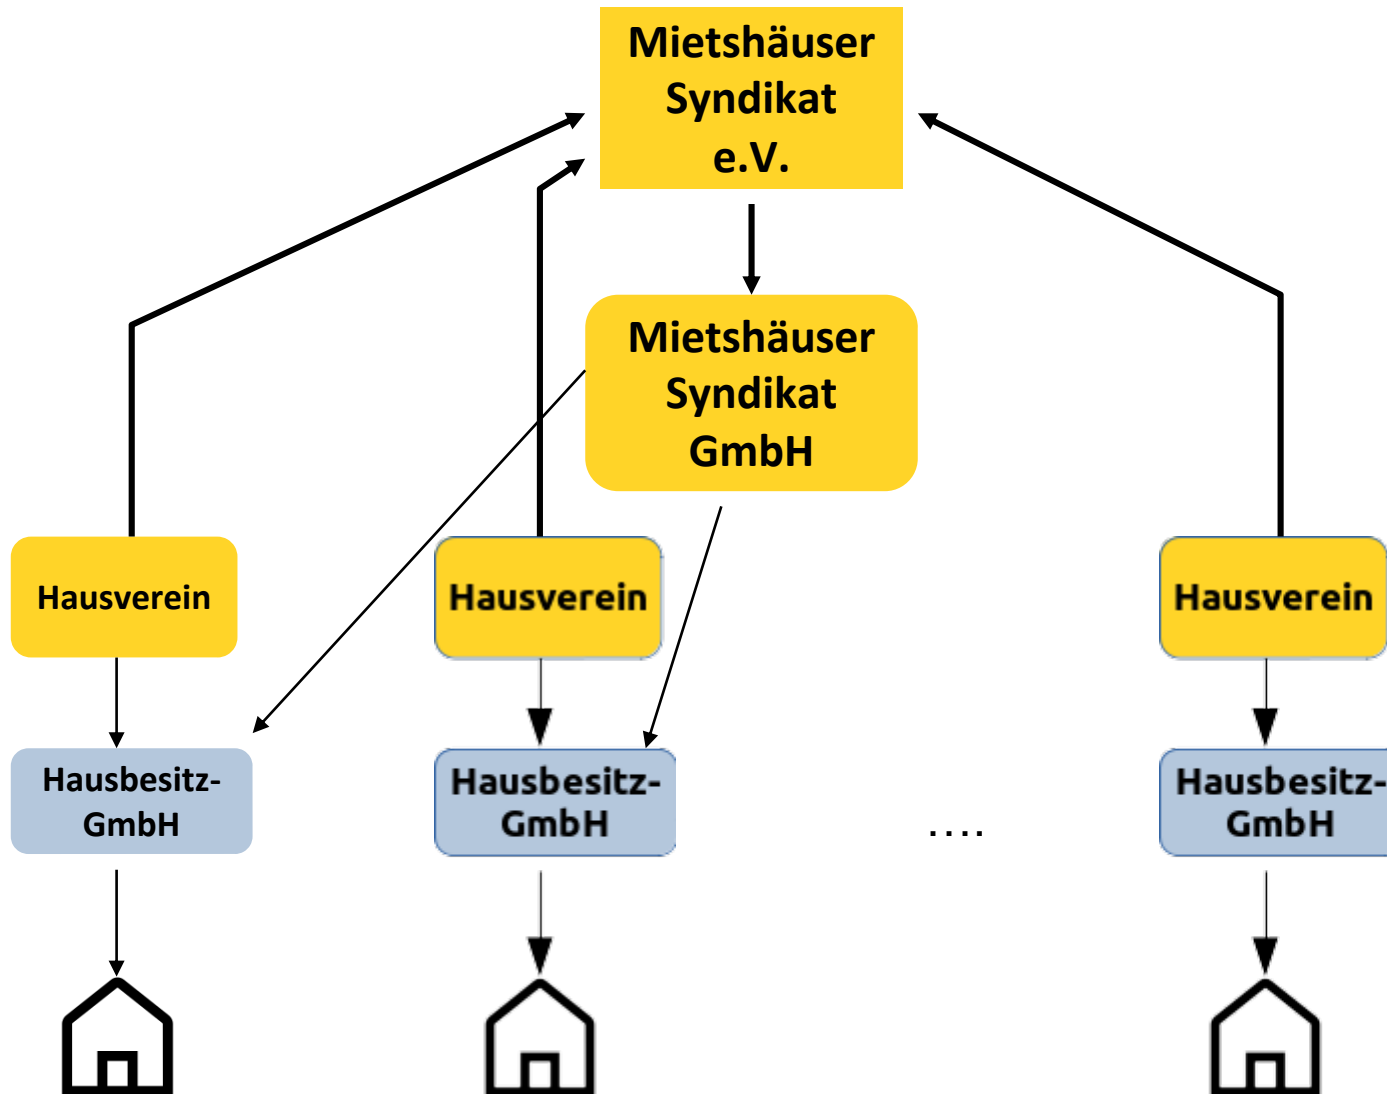 Mietshäuser
Syndikat
e.V.
Mietshäuser
Syndikat
GmbH
Hausverein
Hausverein
Hausverein
Hausbesitz-
GmbH
Hausbesitz-
GmbH
....
Hausbesitz-
GmbH